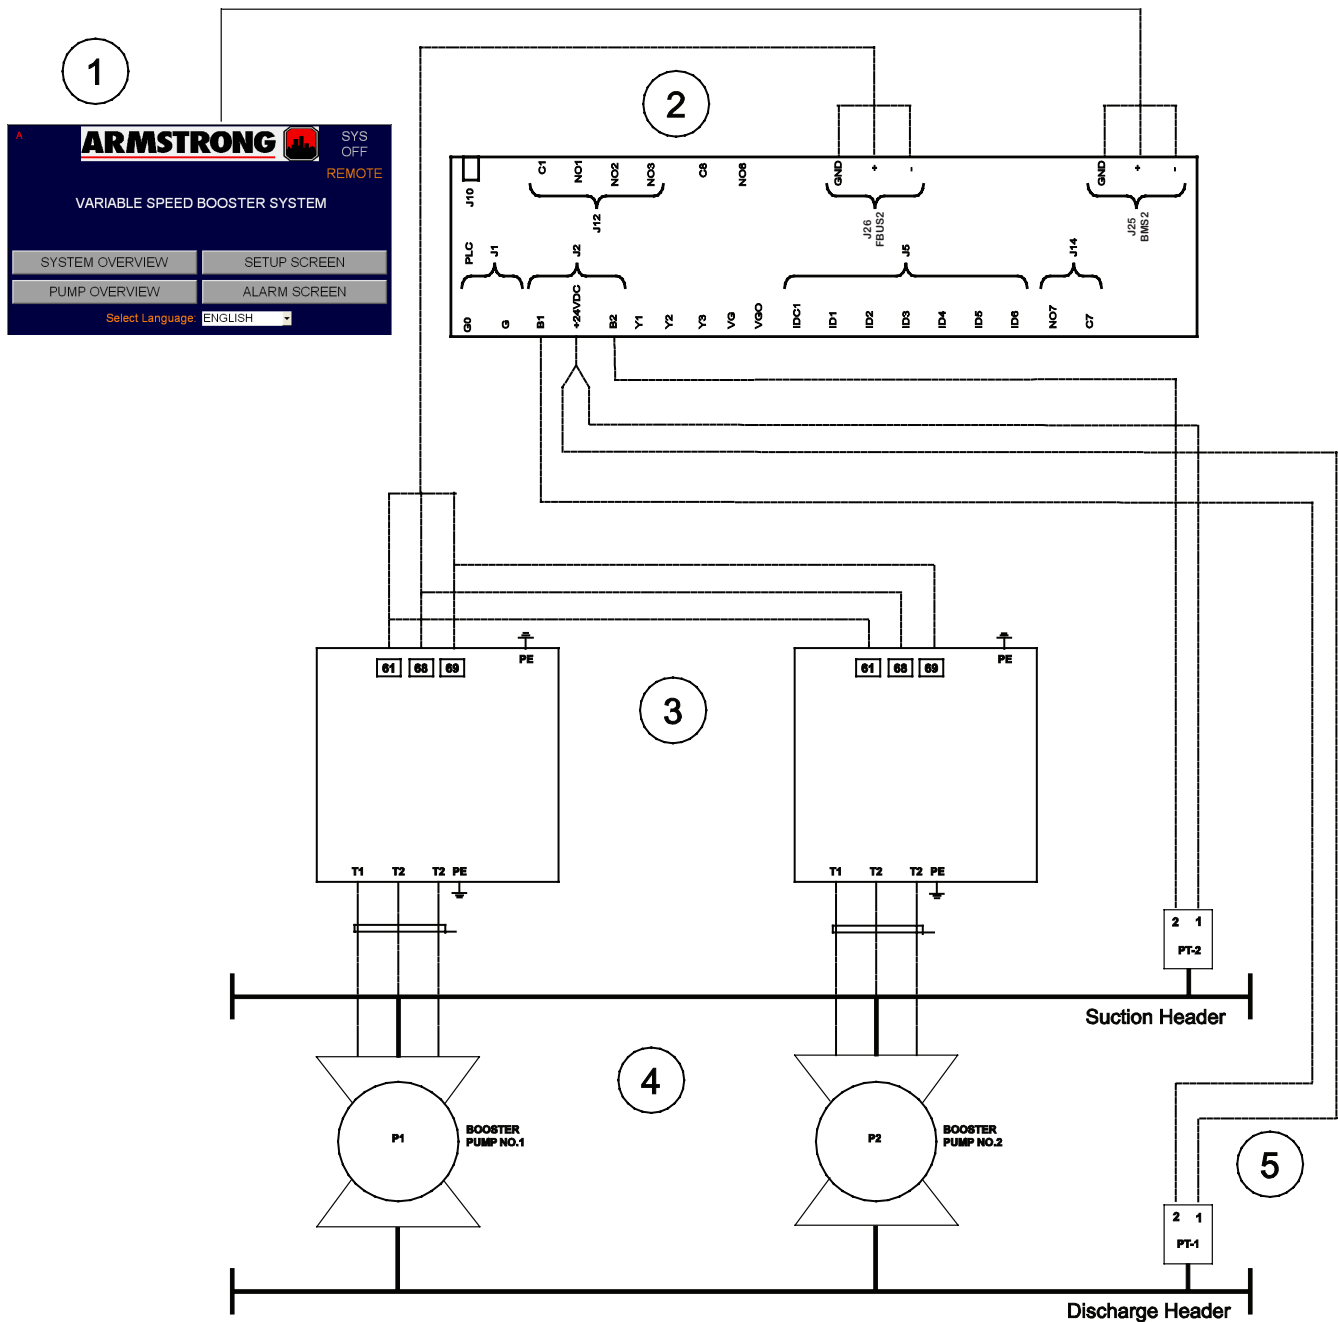 1
A
ARMSTRONG
SYS
OFF
REMOTE
VARIABLE SPEED BOOSTER SYSTEM
SYSTEM OVERVIEW
SETUP SCREEN
PUMP OVERVIEW
ALARM SCREEN
Select Language:
ENGLISH
2
J10
C1
NO1
NO2
NO3
C8
NO8
GND
+
-
GND
+
-
J12
J26
FBUS2
J25
BMS2
PLC
J1
J2
J5
J14
G0
G
B1
+24VDC
B2
Y1
Y2
Y3
VG
VGO
IDC1
ID1
ID2
ID3
ID4
ID5
ID6
NO7
C7
61
68
69
PE
61
68
69
PE
3
T1
T2
T2
PE
T1
T2
T2
PE
2
1
PT-2
Suction Header
4
P1
BOOSTER
PUMP NO.1
P2
BOOSTER
PUMP NO.2
5
2
1
PT-1
Discharge Header